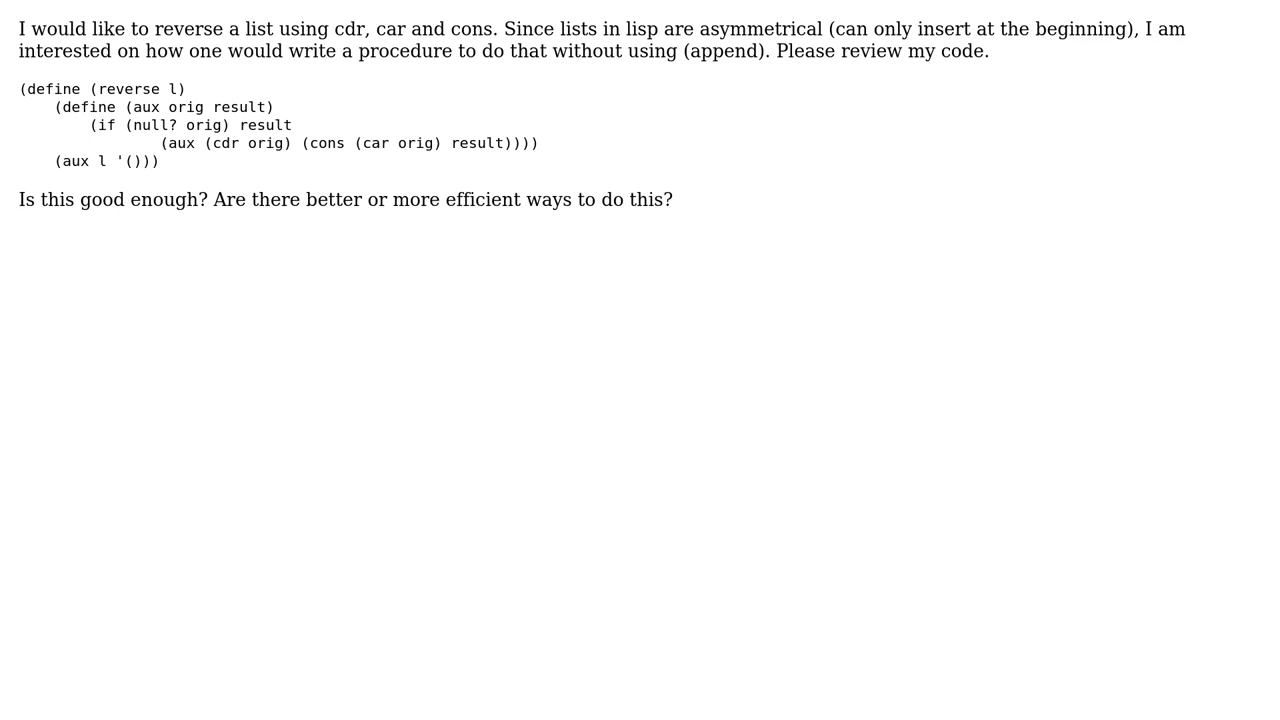 I would like to reverse a list using cdr, car and cons. Since lists in lisp are asymmetrical (can only insert at the beginning), I am
interested on how one would write a procedure to do that without using (append). Please review my code.
(define (reverse l)
    (define (aux orig result)
        (if (null? orig) result
                (aux (cdr orig) (cons (car orig) result))))
    (aux l '()))
Is this good enough? Are there better or more efficient ways to do this?